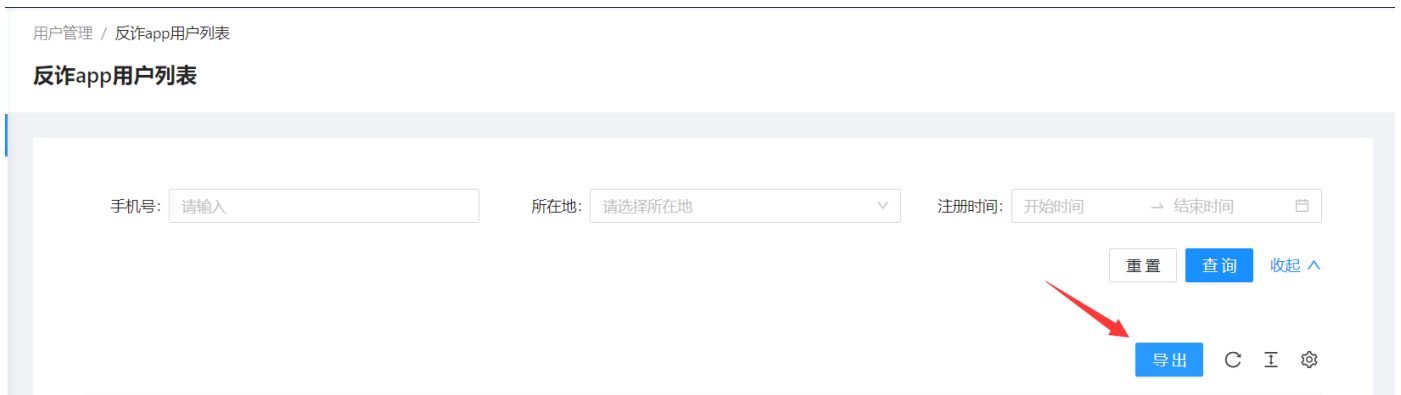 用户管理 / 反诈app用户列表
反诈app用户列表
手机号: 请输入 所在地: 请选择所在地 注册时间: 开始时间 → 结束时间
重置 查询 收起
导出